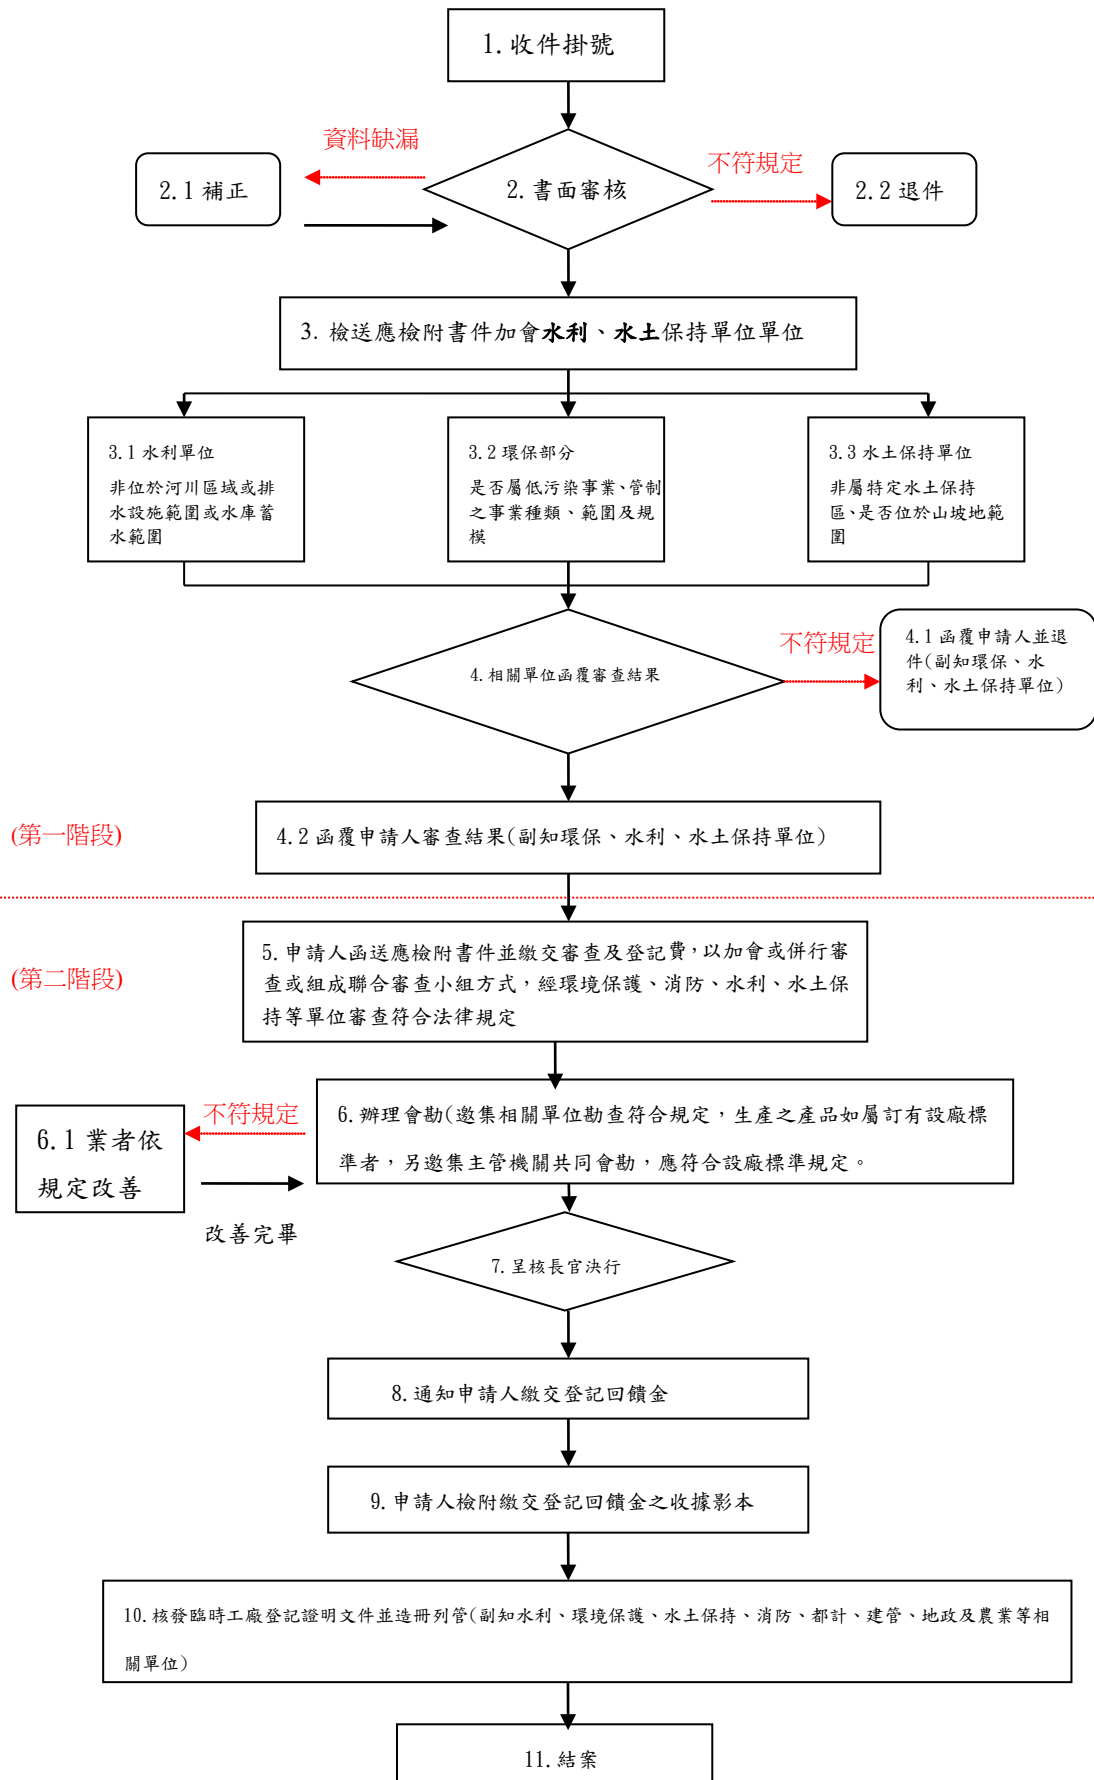 1.收件掛號
資料缺漏
不符規定
2.1補正
2.書面審核
2.2退件
3.檢送應檢附書件加會水利、水土保持單位單位
3.1水利單位
非位於河川區域或排
水設施範圍或水庫蓄
水範圍
3.2環保部分
是否屬低污染事業、管制
之事業種類、範圍及規
模
3.3水土保持單位
非屬特定水土保持
區、是否位於山坡地範
圍
4.相關單位函覆審查結果
不符規定
4.1函覆申請人並退
件(副知環保、水
利、水土保持單位)
(第一階段)
4.2函覆申請人審查結果(副知環保、水利、水土保持單位)
(第二階段)
5.申請人函送應檢附書件並繳交審查及登記費，以加會或併行審
查或組成聯合審查小組方式，經環境保護、消防、水利、水土保
持等單位審查符合法律規定
6.辦理會勘(邀集相關單位勘查符合規定，生產之產品如屬訂有設廠標
準者，另邀集主管機關共同會勘，應符合設廠標準規定。
不符規定
6.1業者依
規定改善
改善完畢
7.呈核長官決行
8.通知申請人繳交登記回饋金
9.申請人檢附繳交登記回饋金之收據影本
10.核發臨時工廠登記證明文件並造冊列管(副知水利、環境保護、水土保持、消防、都計、建管、地政及農業等相
關單位)
11.結案